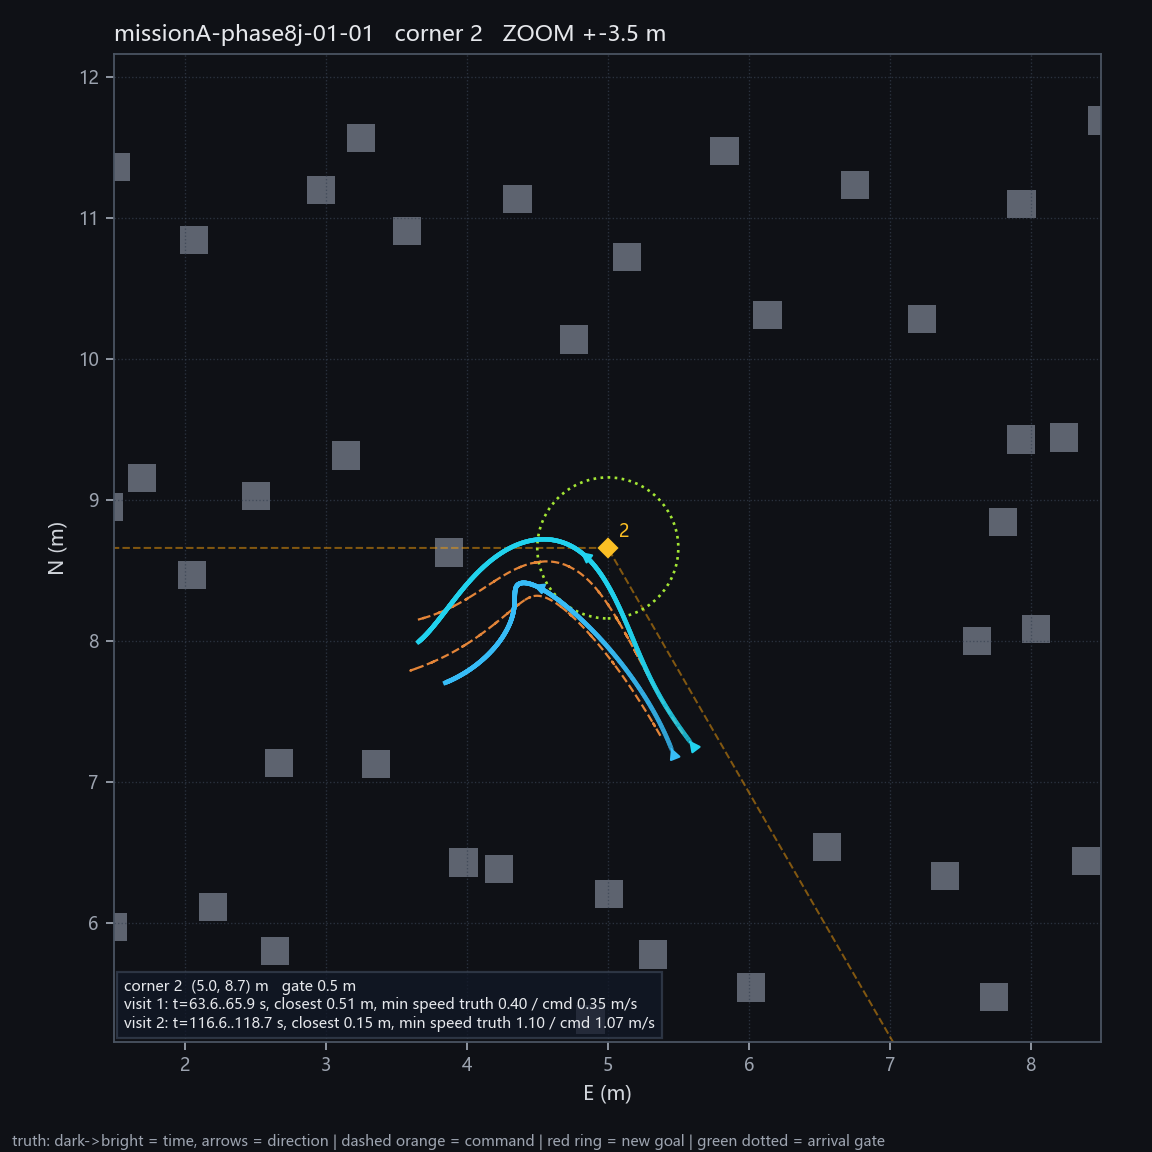 missionA-phase8j-01-01   corner 2   ZOOM +-3.5 m
12
11
10
9
8
7
6
N (m)
2
corner 2  (5.0, 8.7) m   gate 0.5 m
visit 1: t=63.6..65.9 s, closest 0.51 m, min speed truth 0.40 / cmd 0.35 m/s
visit 2: t=116.6..118.7 s, closest 0.15 m, min speed truth 1.10 / cmd 1.07 m/s
2 3 4 5 6 7 8
E (m)
truth: dark->bright = time, arrows = direction | dashed orange = command | red ring = new goal | green dotted = arrival gate